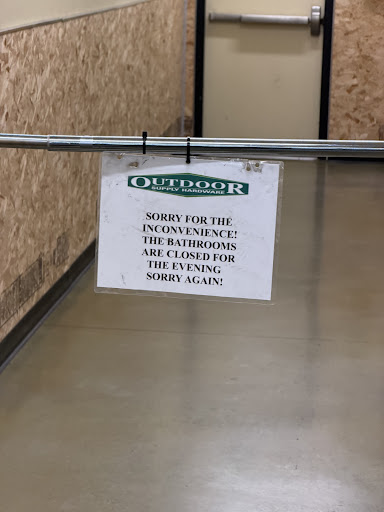 OUTDOOR
SUPPLY HARDWARE
SORRY FOR THE
INCONVENIENCE!
THE BATHROOMS
ARE CLOSED FOR
THE EVENING
SORRY AGAIN!